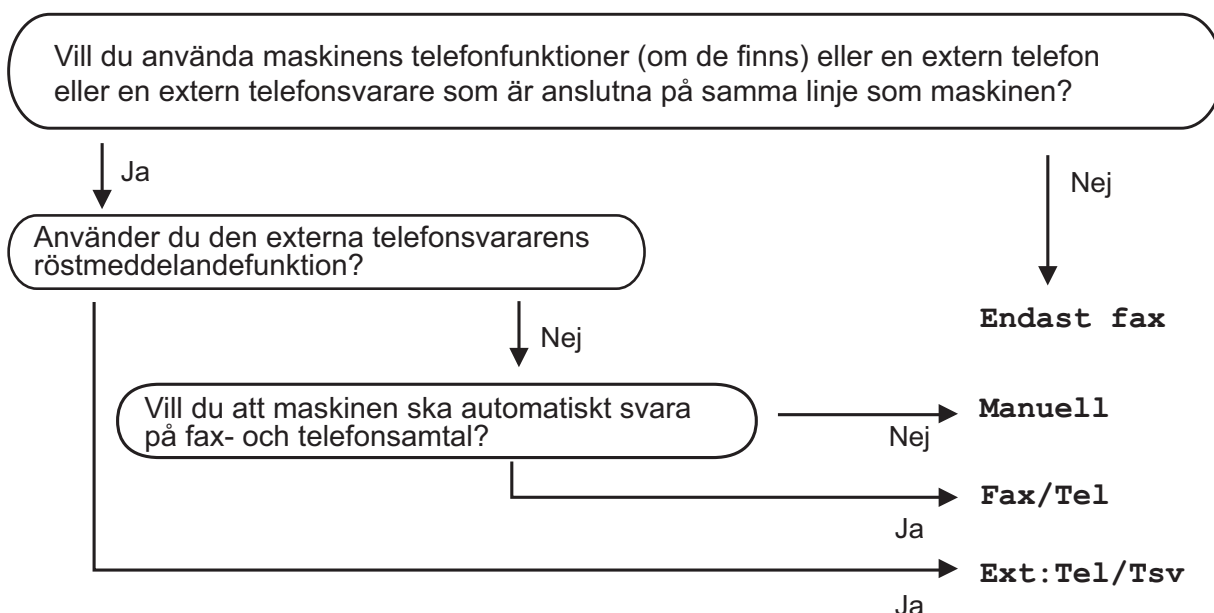 Vill du använda maskinens telefonfunktioner (om de finns) eller en extern telefon
eller en extern telefonsvarare som är anslutna på samma linje som maskinen?
Ja
Nej
Använder du den externa telefonsvararens
röstmeddelandefunktion?
Endast fax
Nej
Vill du att maskinen ska automatiskt svara
på fax- och telefonsamtal?
Manuell
Nej
Fax/Tel
Ja
Ext:Tel/Tsv
Ja